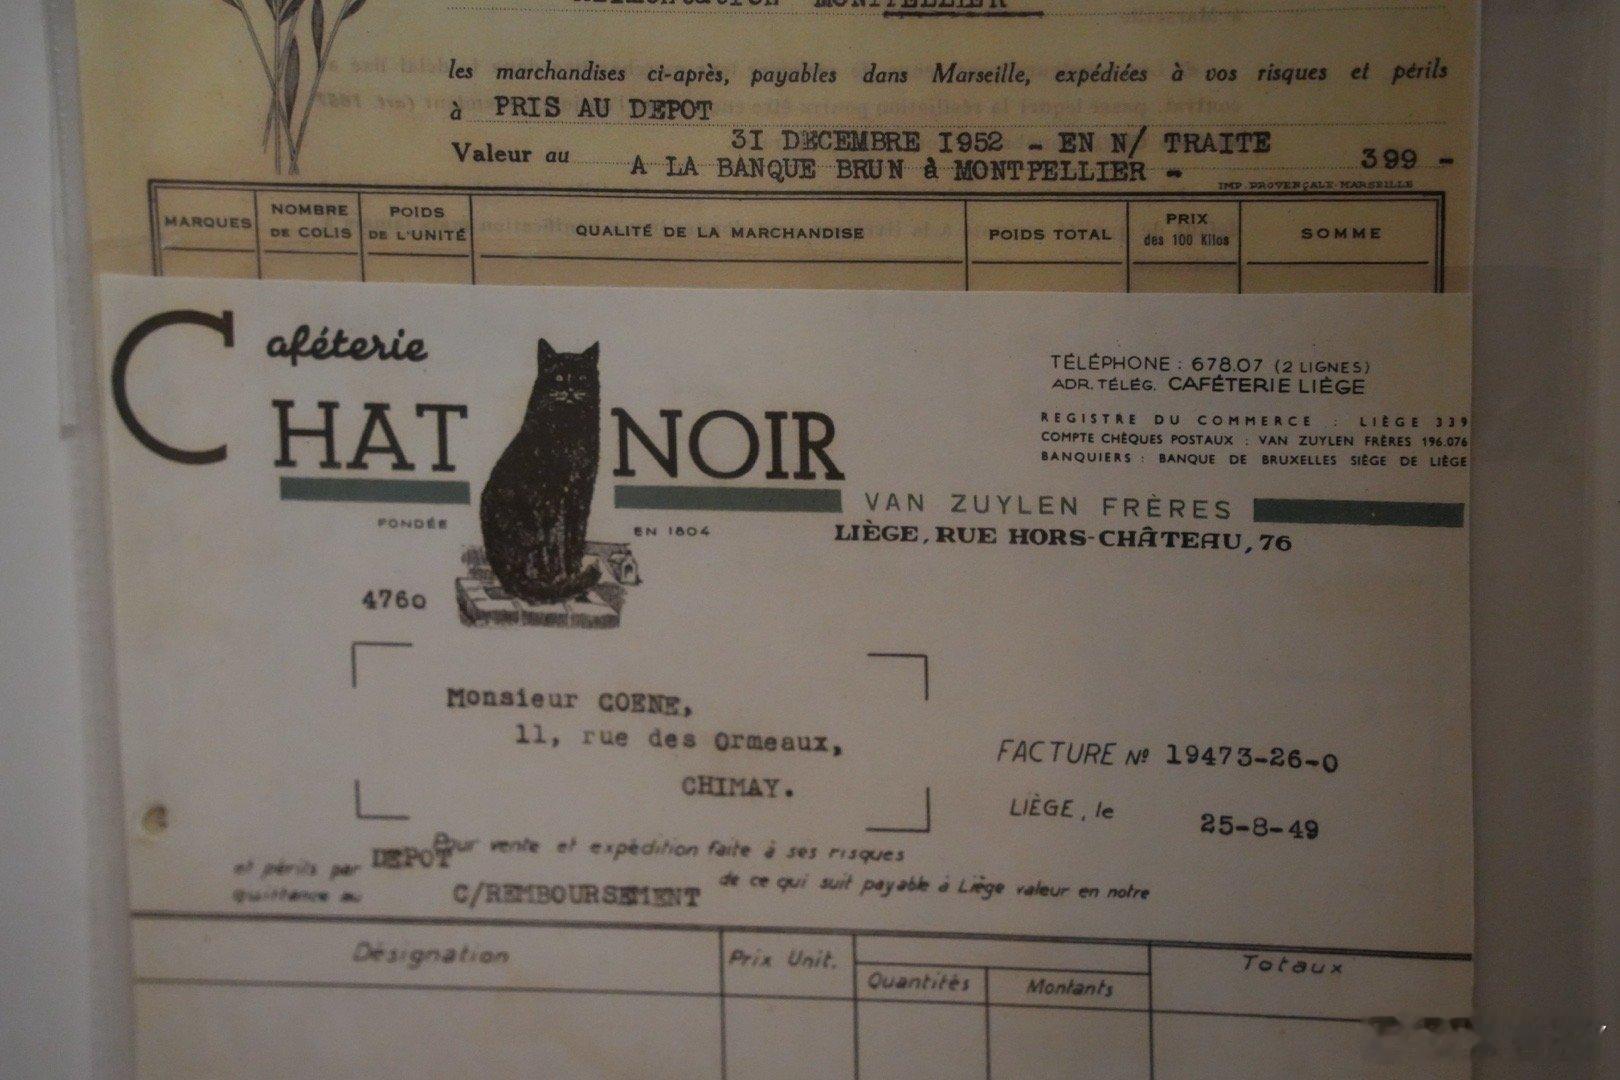 Alimentation MONTPELLIER
les marchandises ci-après, payables dans Marseille, expédiées à vos risques et périls
à PRIS AU DEPOT
31 DECEMBRE 1952 - EN N/ TRAITE
Valeur au A LA BANQUE BRUN à MONTPELLIER - 399 -
IMP. PROVENÇALE-MARSEILLE
MARQUES NOMBRE DE COLIS POIDS DE L'UNITÉ QUALITÉ DE LA MARCHANDISE POIDS TOTAL PRIX des 100 Kilos SOMME
Cafèterie
CHAT NOIR
FONDÉE EN 1804
TÉLÉPHONE : 678.07 (2 LIGNES)
ADR. TÉLÉG. CAFÉTERIE LIÈGE
REGISTRE DU COMMERCE : LIÈGE 339
COMPTE CHÈQUES POSTAUX : VAN ZUYLEN FRÈRES 196.076
BANQUIERS : BANQUE DE BRUXELLES SIÈGE DE LIÈGE
VAN ZUYLEN FRÈRES
LIÈGE, RUE HORS-CHÂTEAU, 76
4760
Monsieur COENE,
11, rue des Ormeaux,
CHIMAY.
FACTURE Nº 19473-26-0
LIÈGE, le 25-8-49
Pour vente et expédition faite à ses risques
et périls par DEPOT de ce qui suit payable à Liège valeur en notre
quittance au C/REMBOURSEMENT
Désignation Prix Unit. Quantités Montants Totaux